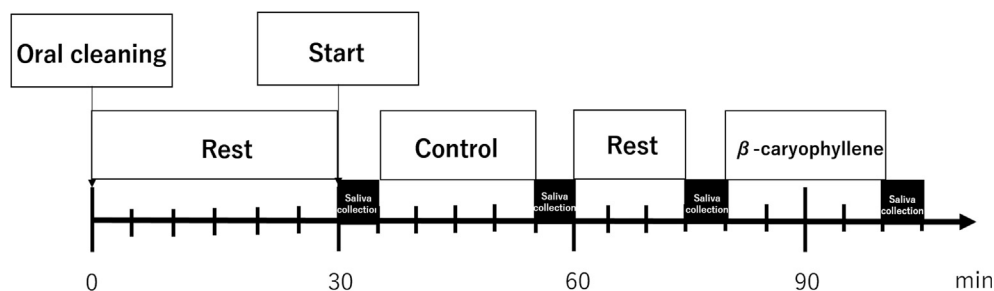 Oral cleaning
Start
Rest
Control
Rest
β-caryophyllene
Saliva
collection
Saliva
collection
Saliva
collection
Saliva
collection
0
30
60
90
min